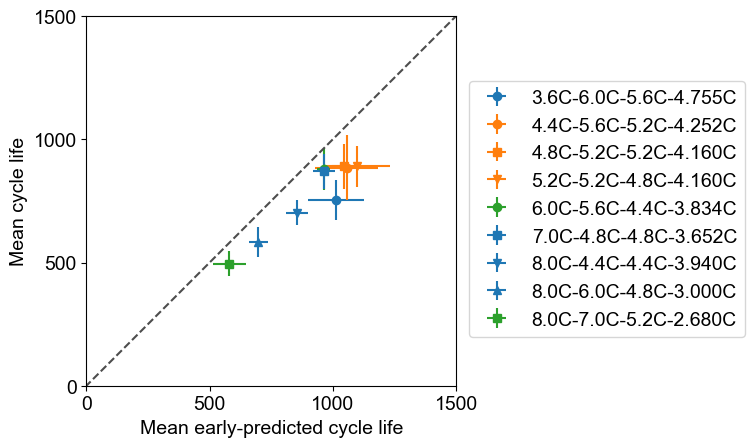 1500
1000
500
0
Mean cycle life
0 500 1000 1500
Mean early-predicted cycle life
3.6C-6.0C-5.6C-4.755C
4.4C-5.6C-5.2C-4.252C
4.8C-5.2C-5.2C-4.160C
5.2C-5.2C-4.8C-4.160C
6.0C-5.6C-4.4C-3.834C
7.0C-4.8C-4.8C-3.652C
8.0C-4.4C-4.4C-3.940C
8.0C-6.0C-4.8C-3.000C
8.0C-7.0C-5.2C-2.680C